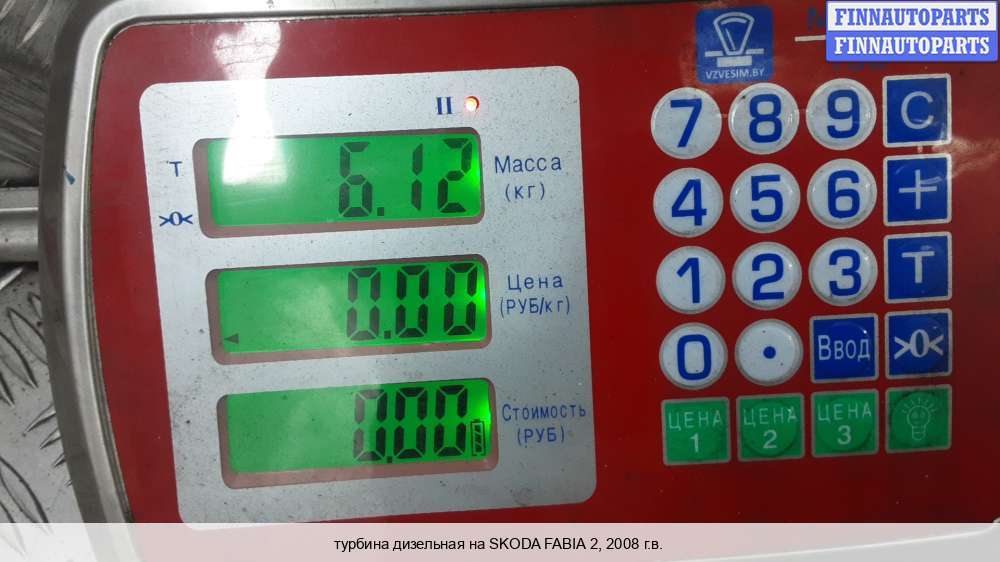 FINNAUTOPARTS
FINNAUTOPARTS
VZVESIM.BY
II
T
>0<
6.12
Масса
(кг)
0.00
Цена
(РУБ/кг)
0.00
Стоимость
(РУБ)
7 8 9 C
4 5 6 +
1 2 3 T
0 . Ввод >0<
ЦЕНА 1 ЦЕНА 2 ЦЕНА 3
турбина дизельная на SKODA FABIA 2, 2008 г.в.